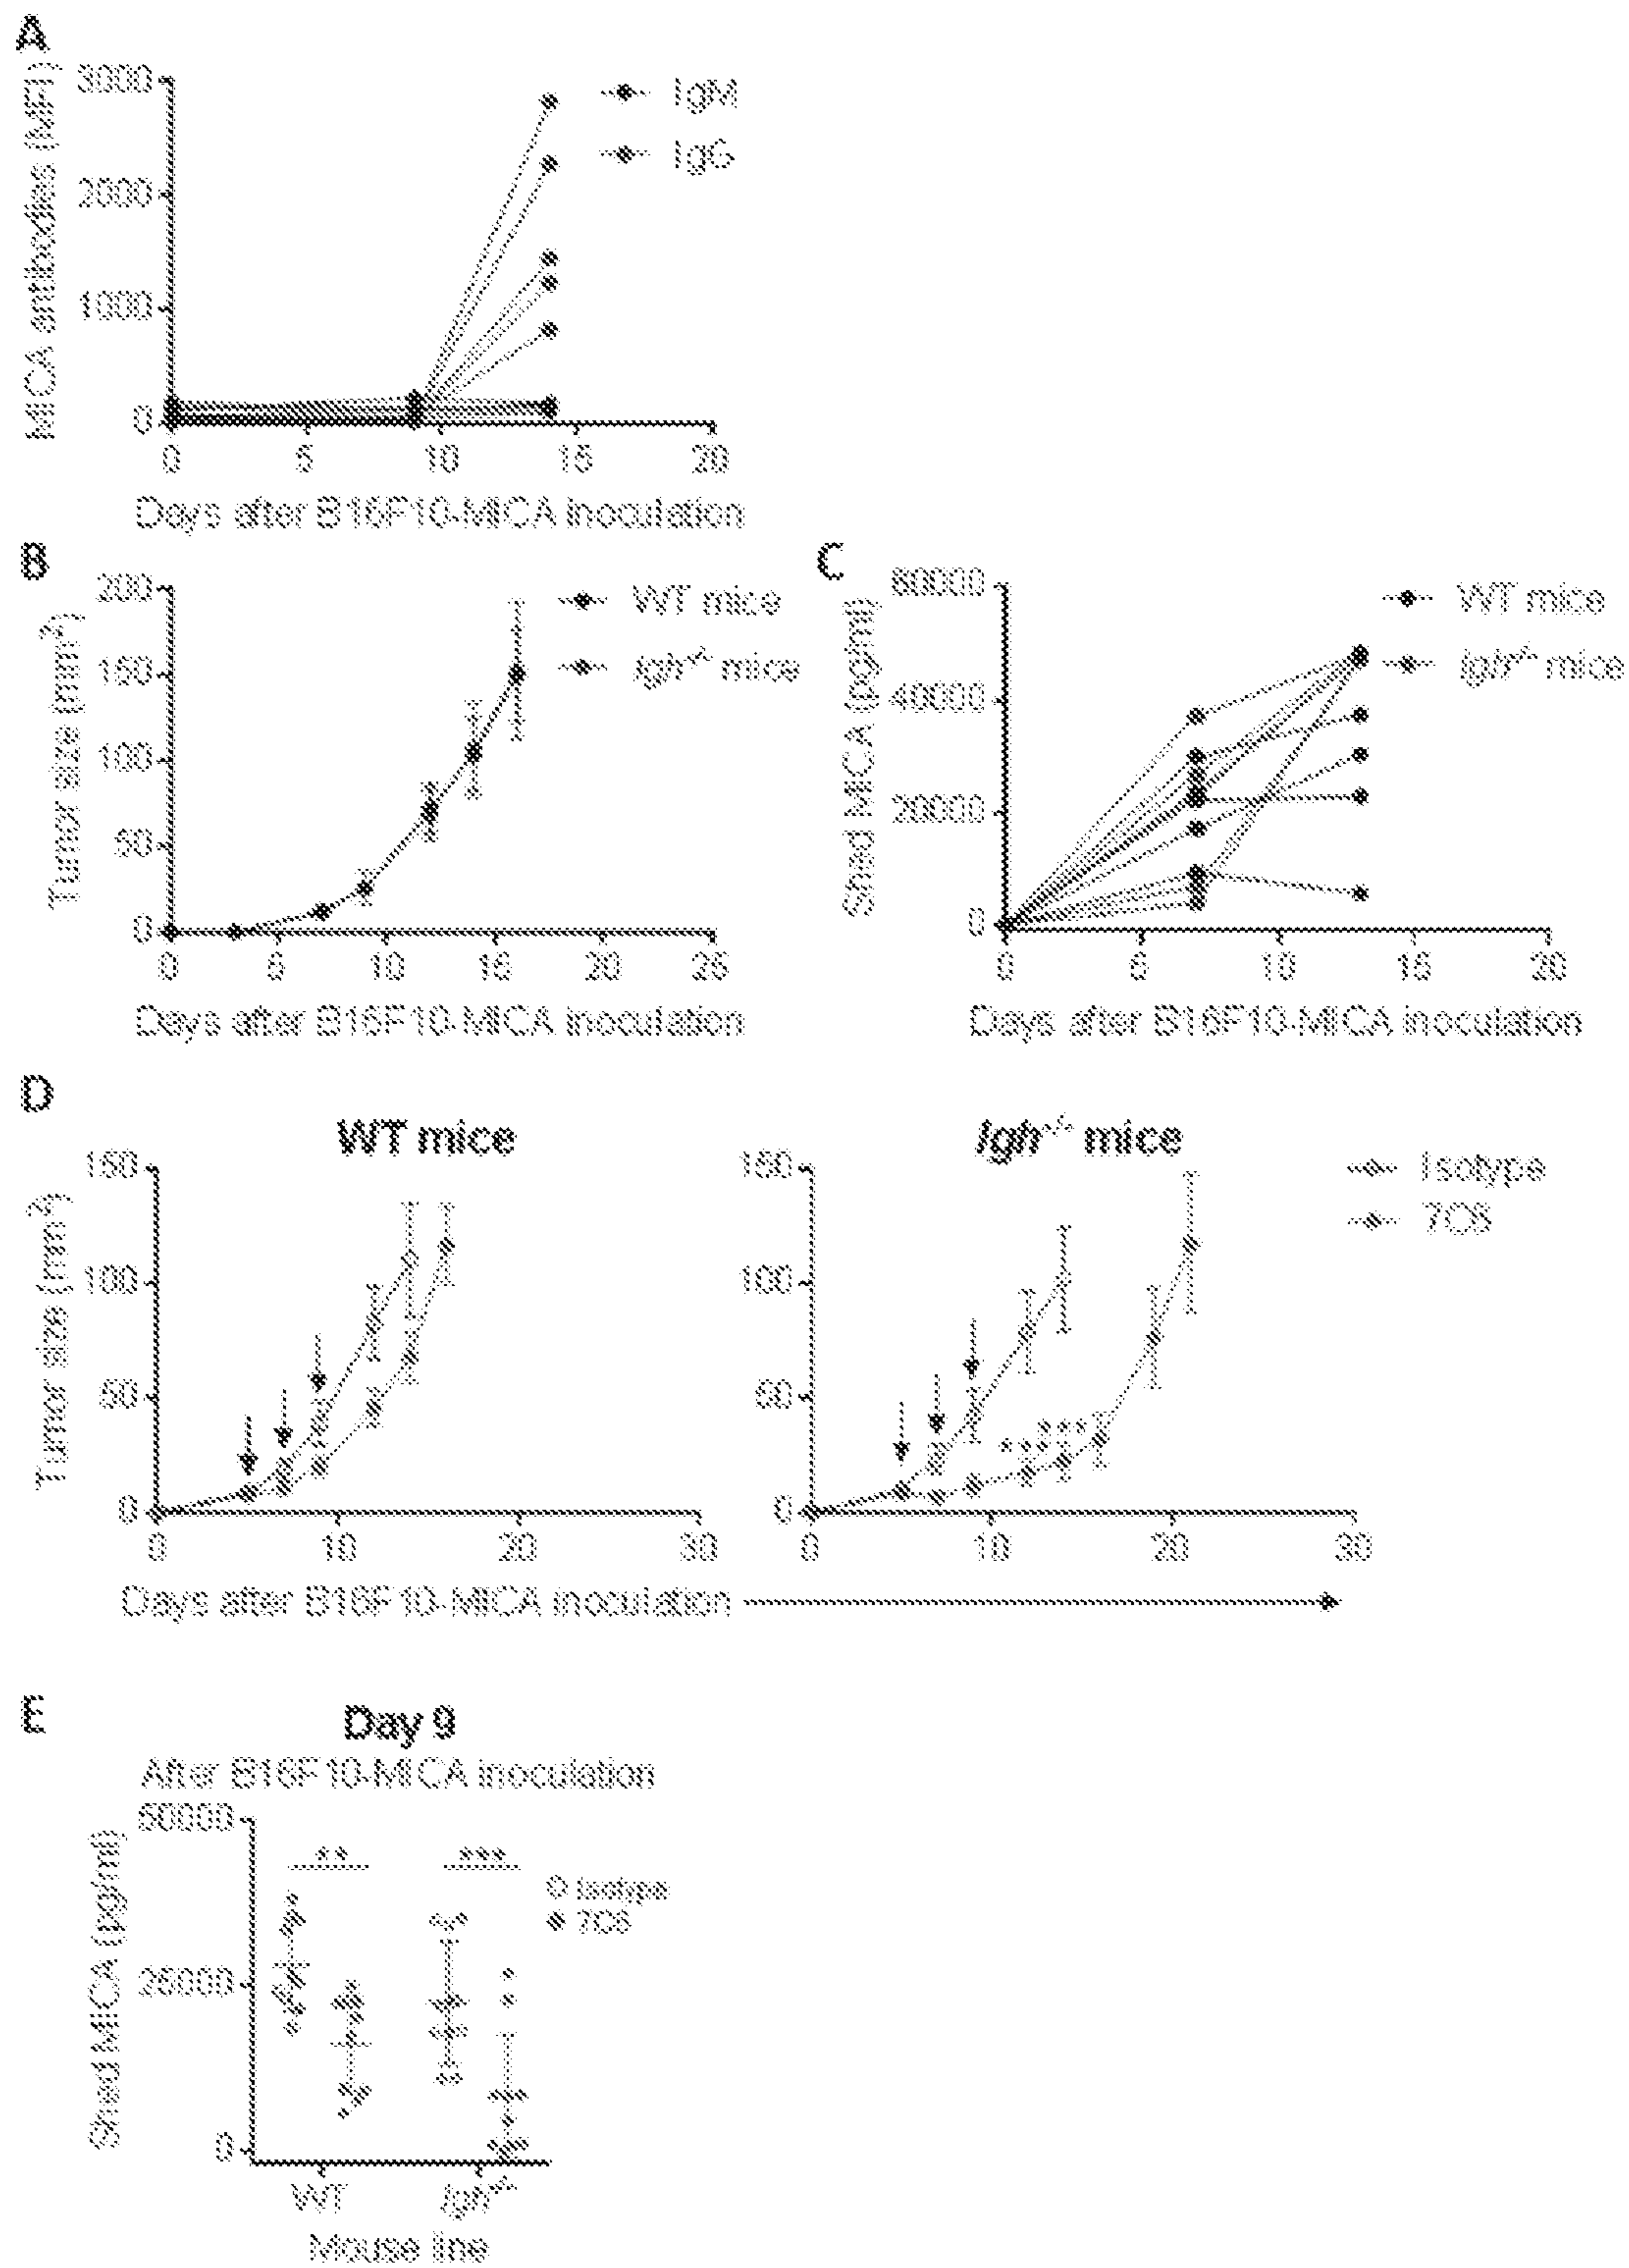 A
MICA antibodies (MFI)
3000
2000
1000
0
0 5 10 15 20
IgM
IgG
Days after B16F10-MICA inoculation
B
Tumor size (mm²)
200
150
100
50
0
0 5 10 15 20 25
WT mice
Igh-/- mice
Days after B16F10-MICA inoculation
C
Shed MICA (pg/ml)
60000
40000
20000
0
0 5 10 15 20
WT mice
Igh-/- mice
Days after B16F10-MICA inoculation
D
WT mice
Tumor size (mm²)
150
100
50
0
0 10 20 30
Igh-/- mice
150
100
50
0
0 10 20 30
***
***
Isotype
7C6
Days after B16F10-MICA inoculation
E
Day 9
After B16F10-MICA inoculation
Shed MICA (pg/ml)
50000
25000
0
** ***
Isotype
7C6
WT Igh-/-
Mouse line